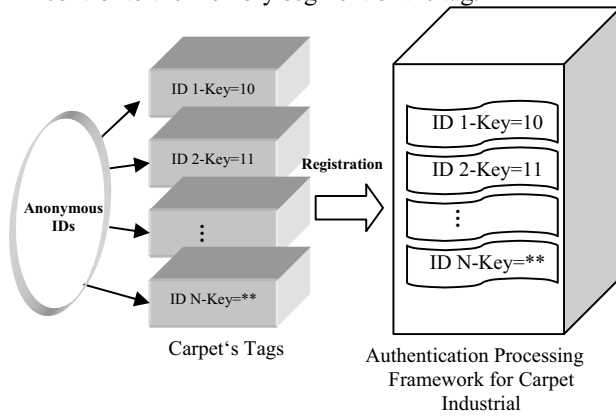 ID 1-Key=10
ID 2-Key=11
⋮
ID N-Key=**
Anonymous
IDs
Carpet‘s Tags
Registration
ID 1-Key=10
ID 2-Key=11
⋮
ID N-Key=**
Authentication Processing
Framework for Carpet
Industrial